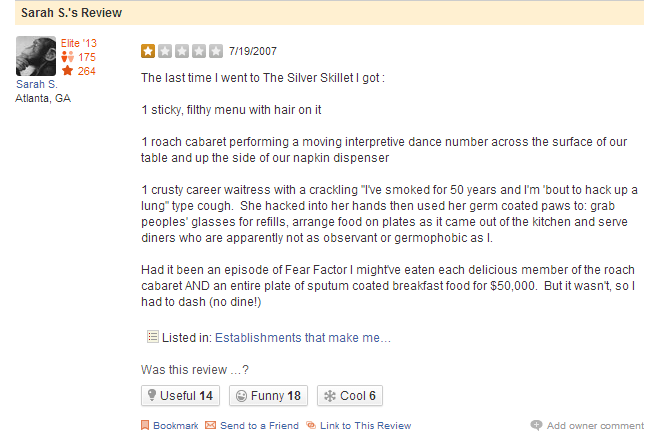 Sarah S.'s Review
Elite '13
175
264
Sarah S.
Atlanta, GA
7/19/2007
The last time I went to The Silver Skillet I got :
1 sticky, filthy menu with hair on it
1 roach cabaret performing a moving interpretive dance number across the surface of our
table and up the side of our napkin dispenser
1 crusty career waitress with a crackling "I've smoked for 50 years and I'm 'bout to hack up a
lung" type cough.  She hacked into her hands then used her germ coated paws to: grab
peoples' glasses for refills, arrange food on plates as it came out of the kitchen and serve
diners who are apparently not as observant or germophobic as I.
Had it been an episode of Fear Factor I might've eaten each delicious member of the roach
cabaret AND an entire plate of sputum coated breakfast food for $50,000.  But it wasn't, so I
had to dash (no dine!)
Listed in: Establishments that make me…
Was this review …?
Useful 14 Funny 18 Cool 6
Bookmark Send to a Friend Link to This Review Add owner comment